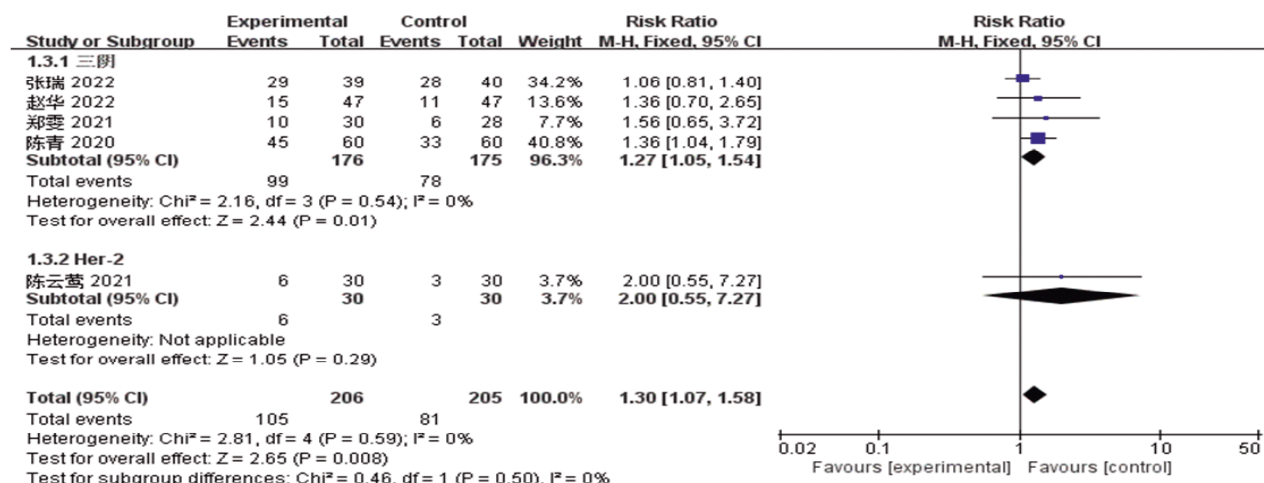 Experimental Control Risk Ratio Risk Ratio
Study or Subgroup Events Total Events Total Weight M-H, Fixed, 95% CI M-H, Fixed, 95% CI
1.3.1 三阴
张瑞 2022 29 39 28 40 34.2% 1.06 [0.81, 1.40]
赵华 2022 15 47 11 47 13.6% 1.36 [0.70, 2.65]
郑雯 2021 10 30 6 28 7.7% 1.56 [0.65, 3.72]
陈青 2020 45 60 33 60 40.8% 1.36 [1.04, 1.79]
Subtotal (95% CI) 176 175 96.3% 1.27 [1.05, 1.54]
Total events 99 78
Heterogeneity: Chi² = 2.16, df = 3 (P = 0.54); I² = 0%
Test for overall effect: Z = 2.44 (P = 0.01)
1.3.2 Her-2
陈云莺 2021 6 30 3 30 3.7% 2.00 [0.55, 7.27]
Subtotal (95% CI) 30 30 3.7% 2.00 [0.55, 7.27]
Total events 6 3
Heterogeneity: Not applicable
Test for overall effect: Z = 1.05 (P = 0.29)
Total (95% CI) 206 205 100.0% 1.30 [1.07, 1.58]
Total events 105 81
Heterogeneity: Chi² = 2.81, df = 4 (P = 0.59); I² = 0%
Test for overall effect: Z = 2.65 (P = 0.008)
Test for subgroup differences: Chi² = 0.46, df = 1 (P = 0.50), I² = 0%
0.02 0.1 1 10 50
Favours [experimental] Favours [control]